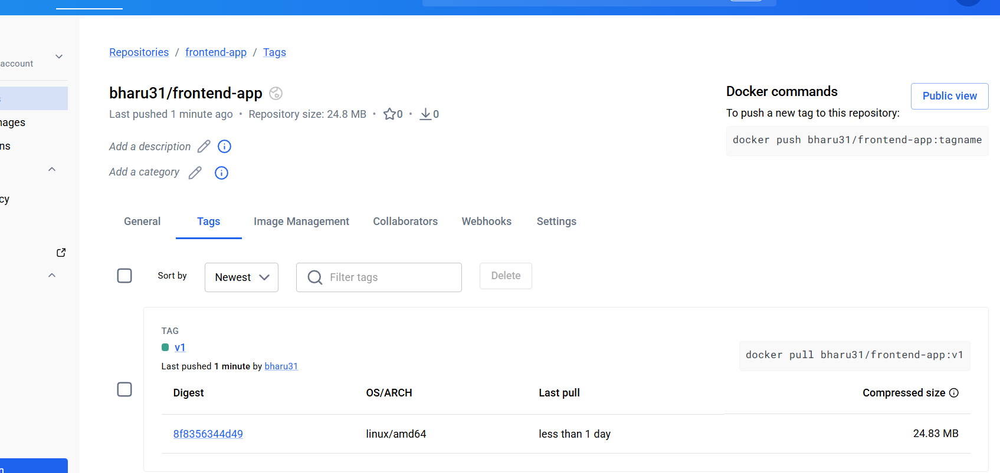 Repositories / frontend-app / Tags
account
bharu31/frontend-app
Last pushed 1 minute ago • Repository size: 24.8 MB • 0 • 0
Docker commands
Public view
To push a new tag to this repository:
docker push bharu31/frontend-app:tagname
Add a description
Add a category
General Tags Image Management Collaborators Webhooks Settings
Sort by Newest Filter tags Delete
TAG
v1
docker pull bharu31/frontend-app:v1
Last pushed 1 minute by bharu31
Digest OS/ARCH Last pull Compressed size
8f8356344d49 linux/amd64 less than 1 day 24.83 MB